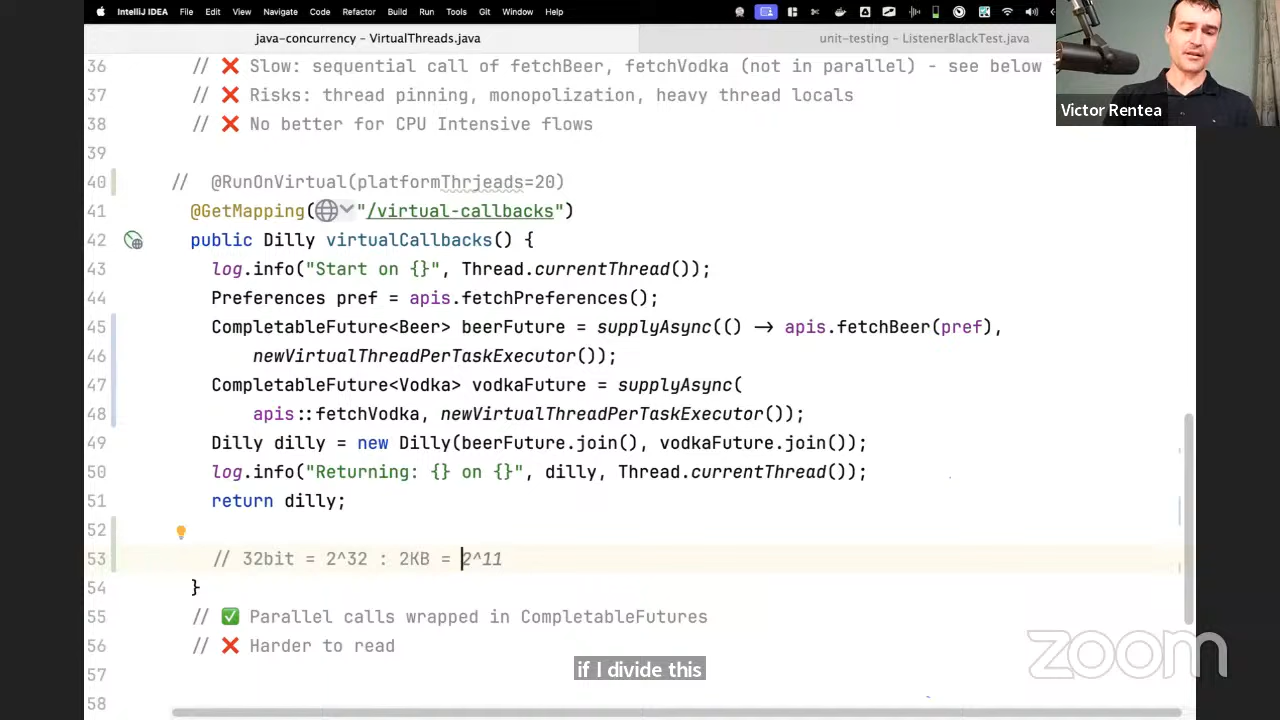 IntelliJ IDEA File Edit View Navigate Code Refactor Build Run Tools Git Window Help
java-concurrency – VirtualThreads.java
unit-testing – ListenerBlackTest.java
Victor Rentea
36 // ❌ Slow: sequential call of fetchBeer, fetchVodka (not in parallel) - see below
37 // ❌ Risks: thread pinning, monopolization, heavy thread locals
38 // ❌ No better for CPU Intensive flows
39
40 // @RunOnVirtual(platformThrjeads=20)
41 @GetMapping("/virtual-callbacks")
42 public Dilly virtualCallbacks() {
43 log.info("Start on {}", Thread.currentThread());
44 Preferences pref = apis.fetchPreferences();
45 CompletableFuture<Beer> beerFuture = supplyAsync(() → apis.fetchBeer(pref),
46 newVirtualThreadPerTaskExecutor());
47 CompletableFuture<Vodka> vodkaFuture = supplyAsync(
48 apis::fetchVodka, newVirtualThreadPerTaskExecutor());
49 Dilly dilly = new Dilly(beerFuture.join(), vodkaFuture.join());
50 log.info("Returning: {} on {}", dilly, Thread.currentThread());
51 return dilly;
52
53 // 32bit = 2^32 : 2KB = 2^11
54 }
55 // ✅ Parallel calls wrapped in CompletableFutures
56 // ❌ Harder to read
57
58
if I divide this
zoom